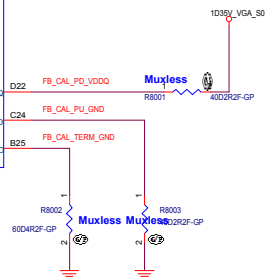 1D35V_VGA_S0
D22 FB_CAL_PD_VDDQ Muxless
1 2
R8001 40D2R2F-GP
C24 FB_CAL_PU_GND
B25 FB_CAL_TERM_GND
1 1
R8002 R8003
Muxless Muxless
60D4R2F-GP 40D2R2F-GP
2 2